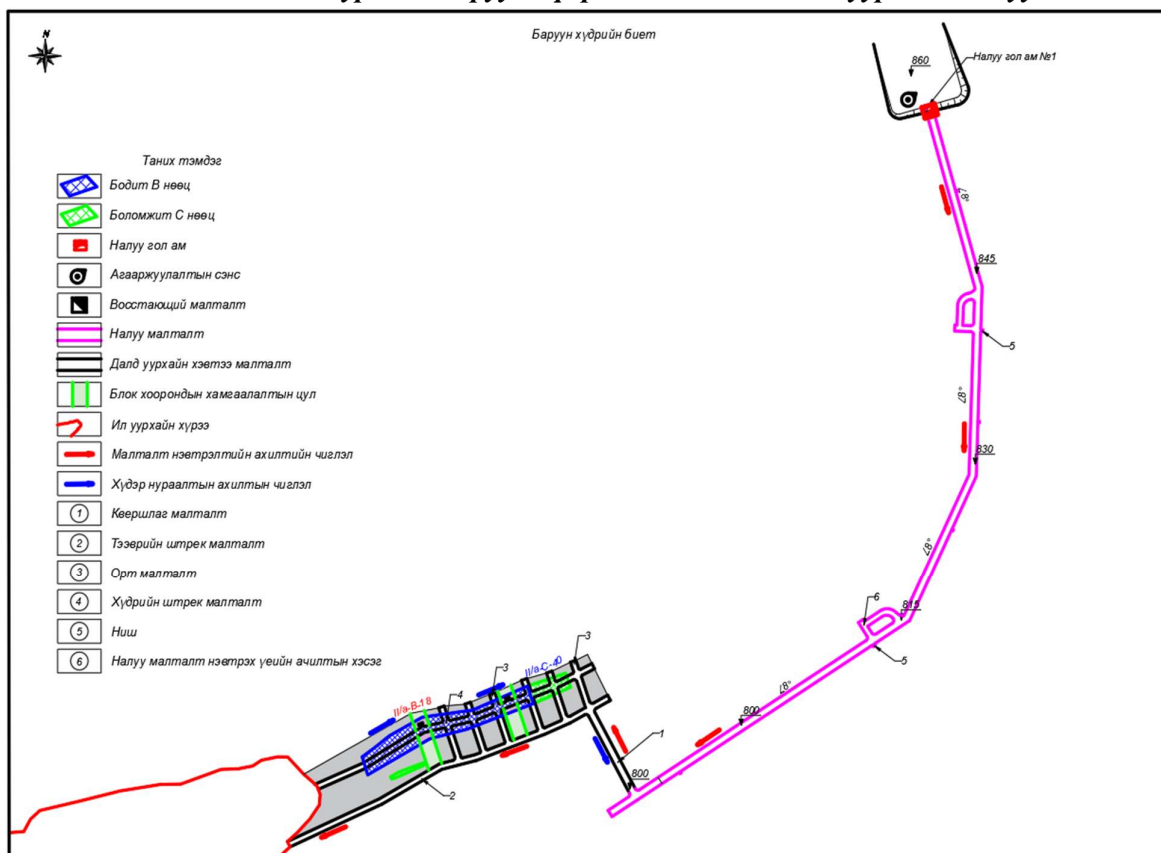 Баруун хүдрийн биет
N
860
Налуу гол ам №1
Таних тэмдэг
Бодит В нөөц
Боломжит С нөөц
Налуу гол ам
Агааржуулалтын сэнс
Восстающий малталт
Налуу малталт
Далд уурхайн хэвтээ малталт
Блок хоорондын хамгаалалтын цул
Ил уурхайн хүрээ
Малталт нэвтрэлтийн ахилтийн чиглэл
Хүдэр нураалтын ахилтын чиглэл
1 Квершлаг малталт
2 Тээврийн штрек малталт
3 Орт малталт
4 Хүдрийн штрек малталт
5 Ниш
6 Налуу малталт нэвтрэх үеийн ачилтын хэсэг
845
5
830
6
815
5
3
II/a-C-40
3
II/a-B-18
4
800
1
800
2